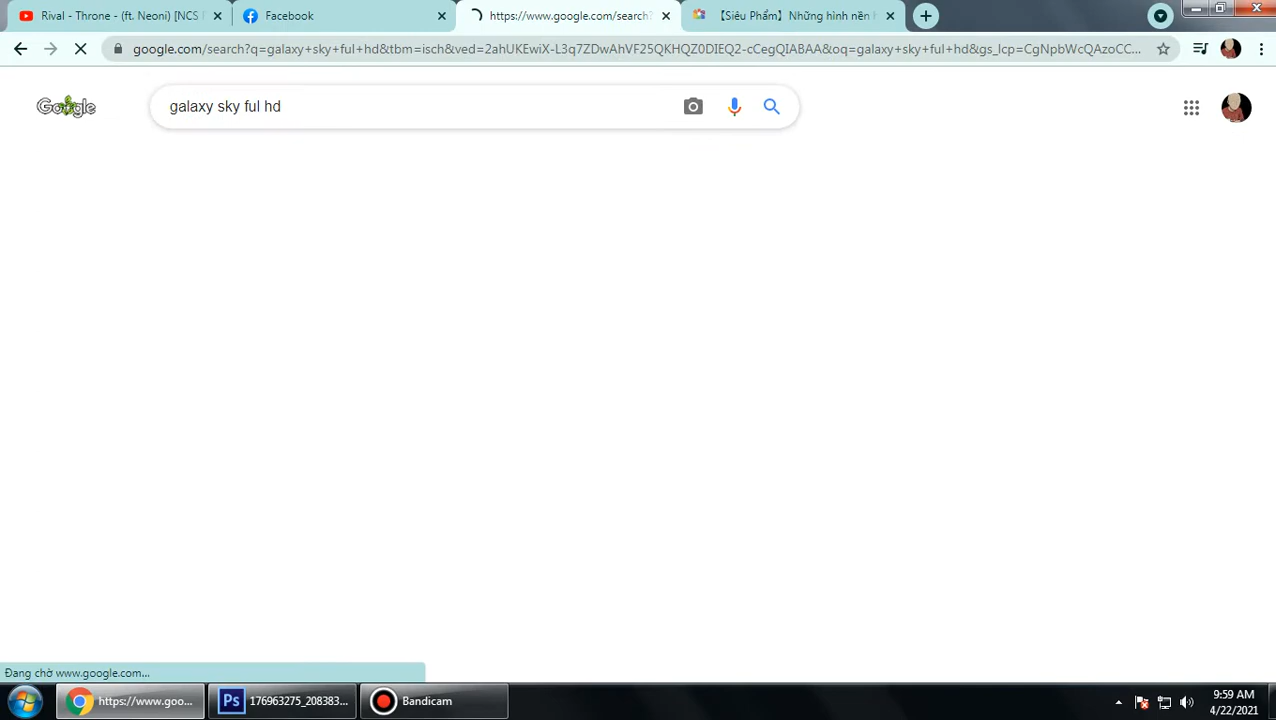 Rival - Throne - (ft. Neoni) [NCS
Facebook
https://www.google.com/search?
【Siêu Phẩm】Những hình nền
google.com/search?q=galaxy+sky+ful+hd&tbm=isch&ved=2ahUKEwiX-L3q7ZDwAhVF25QKHQZ0DIEQ2-cCegQIABAA&oq=galaxy+sky+ful+hd&gs_lcp=CgNpbWcQAzoCC...
Google
galaxy sky ful hd
Đang chờ www.google.com...
https://www.goo...
Ps
176963275_208383...
Bandicam
9:59 AM
4/22/2021